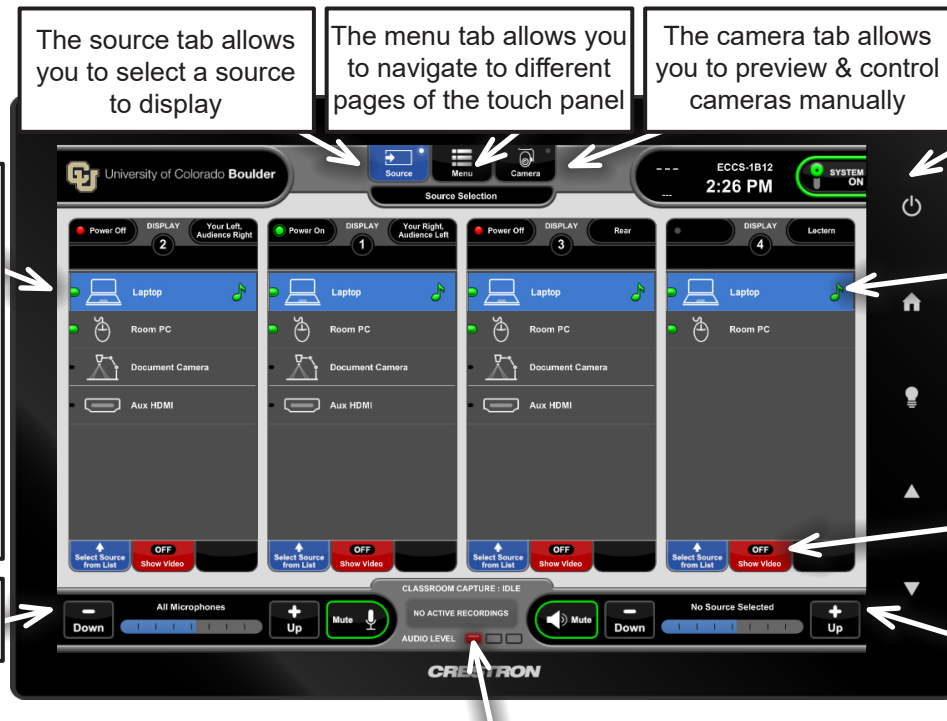 The source tab allows
you to select a source
to display
The menu tab allows you
to navigate to different
pages of the touch panel
The camera tab allows
you to preview & control
cameras manually
CU
University of Colorado Boulder
Source
Menu
Camera
Source Selection
---
---
ECCS-1B12
2:26 PM
SYSTEM
ON
Power Off
DISPLAY
2
Your Left,
Audience Right
Laptop
Room PC
Document Camera
Aux HDMI
Select Source
from List
OFF
Show Video
Power On
DISPLAY
1
Your Right,
Audience Left
Laptop
Room PC
Document Camera
Aux HDMI
Select Source
from List
OFF
Show Video
Power Off
DISPLAY
3
Rear
Laptop
Room PC
Document Camera
Aux HDMI
Select Source
from List
OFF
Show Video
DISPLAY
4
Lectern
Laptop
Room PC
Select Source
from List
OFF
Show Video
Down
All Microphones
Up
Mute
CLASSROOM CAPTURE : IDLE
NO ACTIVE RECORDINGS
AUDIO LEVEL
Mute
Down
No Source Selected
Up
CRESTRON